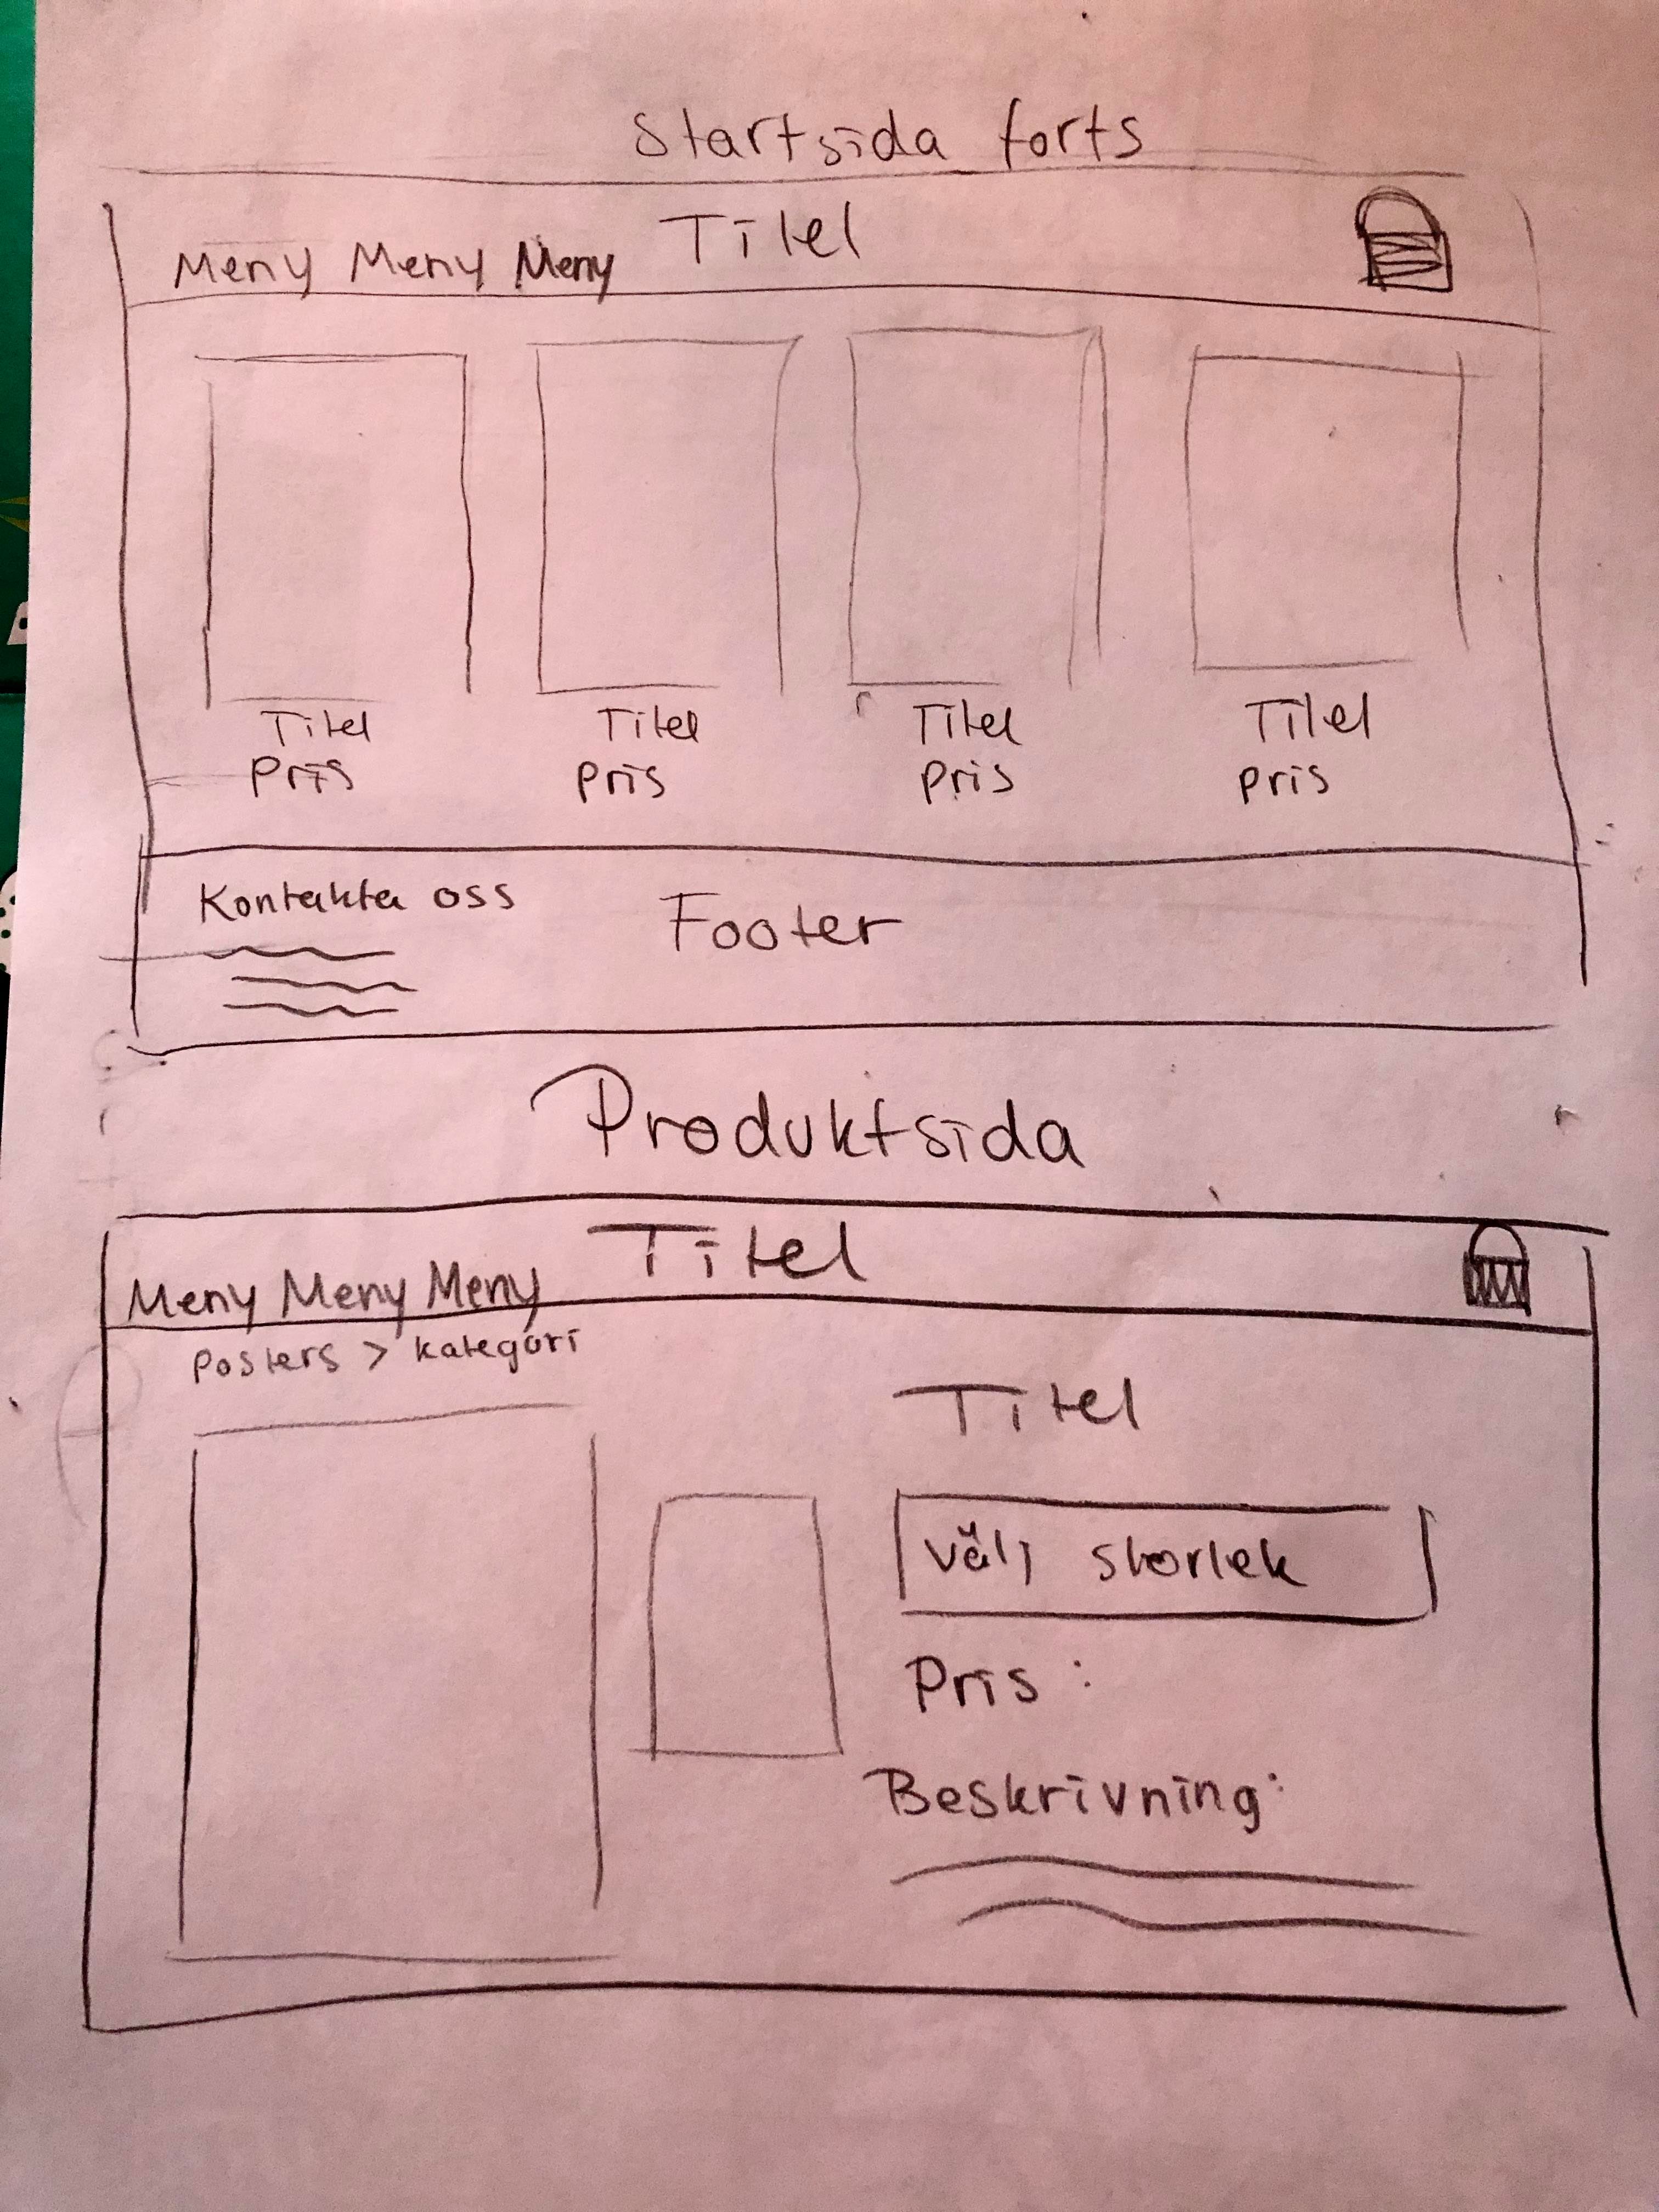 Startsida forts
Meny Meny Meny Titel
Titel Titel Titel Titel
Pris Pris Pris Pris
Kontakta oss
Footer
Produktsida
Meny Meny Meny Titel
Posters > Kategori
Titel
Välj storlek
Pris :
Beskrivning: